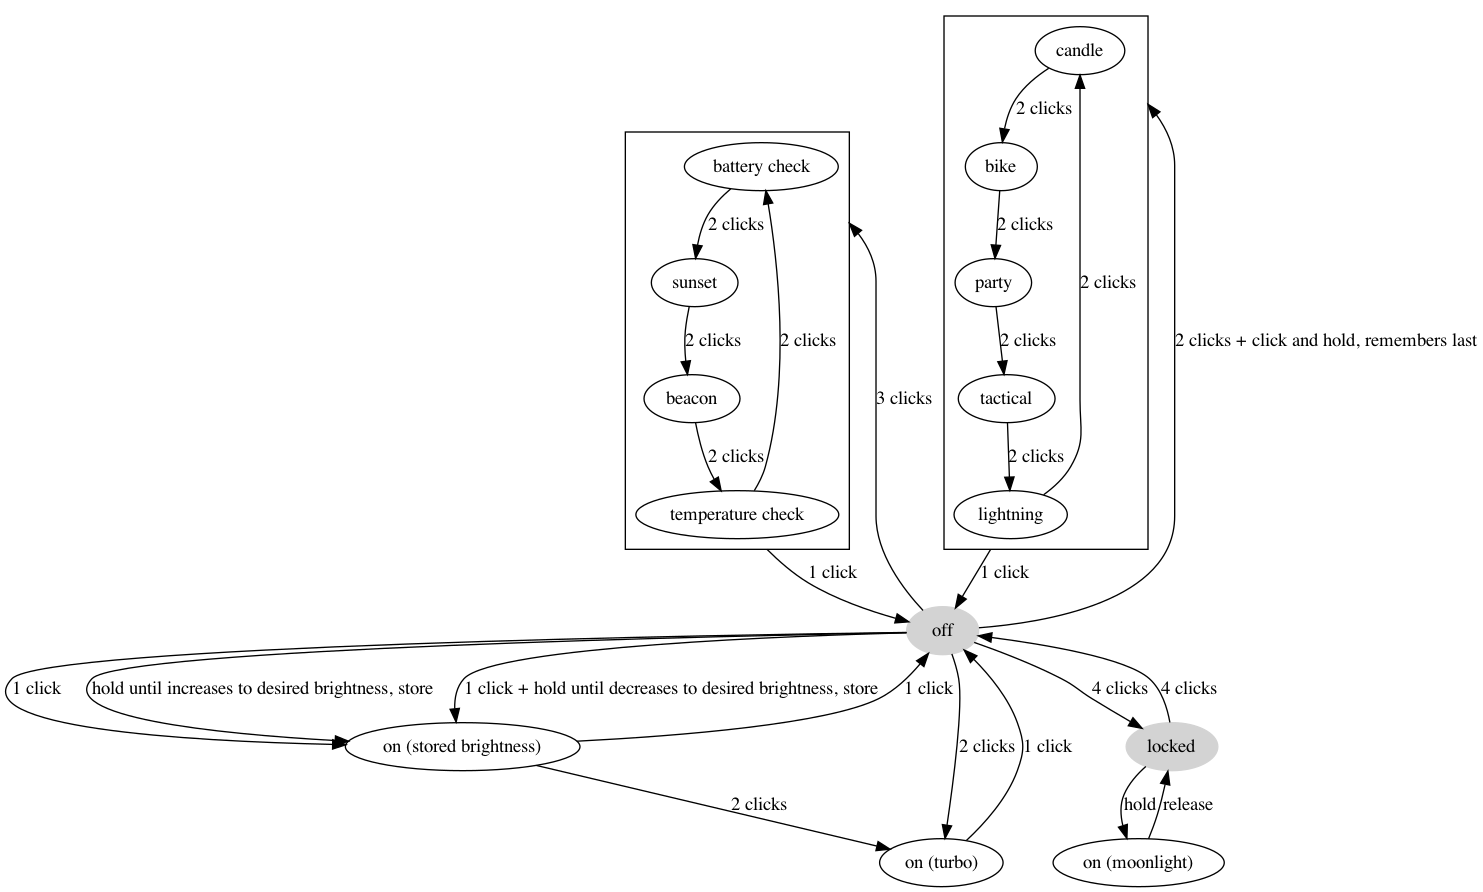 candle
2 clicks
bike
battery check
2 clicks
2 clicks
sunset
party
2 clicks
2 clicks
2 clicks
2 clicks
2 clicks + click and hold, remembers last
beacon
3 clicks
tactical
2 clicks
2 clicks
temperature check
lightning
1 click
1 click
off
1 click
hold until increases to desired brightness, store
1 click + hold until decreases to desired brightness, store
1 click
4 clicks
4 clicks
on (stored brightness)
2 clicks
1 click
locked
2 clicks
hold
release
on (turbo)
on (moonlight)